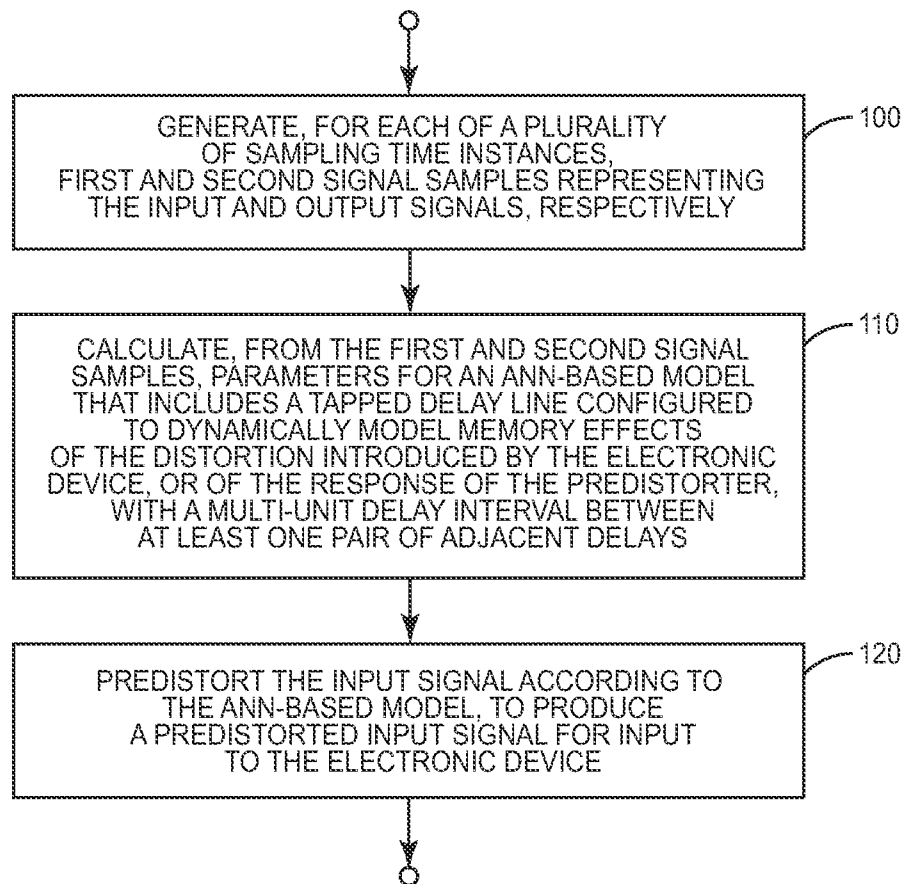 GENERATE, FOR EACH OF A PLURALITY
OF SAMPLING TIME INSTANCES,
FIRST AND SECOND SIGNAL SAMPLES REPRESENTING
THE INPUT AND OUTPUT SIGNALS, RESPECTIVELY
100
CALCULATE, FROM THE FIRST AND SECOND SIGNAL
SAMPLES, PARAMETERS FOR AN ANN-BASED MODEL
THAT INCLUDES A TAPPED DELAY LINE CONFIGURED
TO DYNAMICALLY MODEL MEMORY EFFECTS
OF THE DISTORTION INTRODUCED BY THE ELECTRONIC
DEVICE, OR OF THE RESPONSE OF THE PREDISTORTER,
WITH A MULTI-UNIT DELAY INTERVAL BETWEEN
AT LEAST ONE PAIR OF ADJACENT DELAYS
110
PREDISTORT THE INPUT SIGNAL ACCORDING TO
THE ANN-BASED MODEL, TO PRODUCE
A PREDISTORTED INPUT SIGNAL FOR INPUT
TO THE ELECTRONIC DEVICE
120